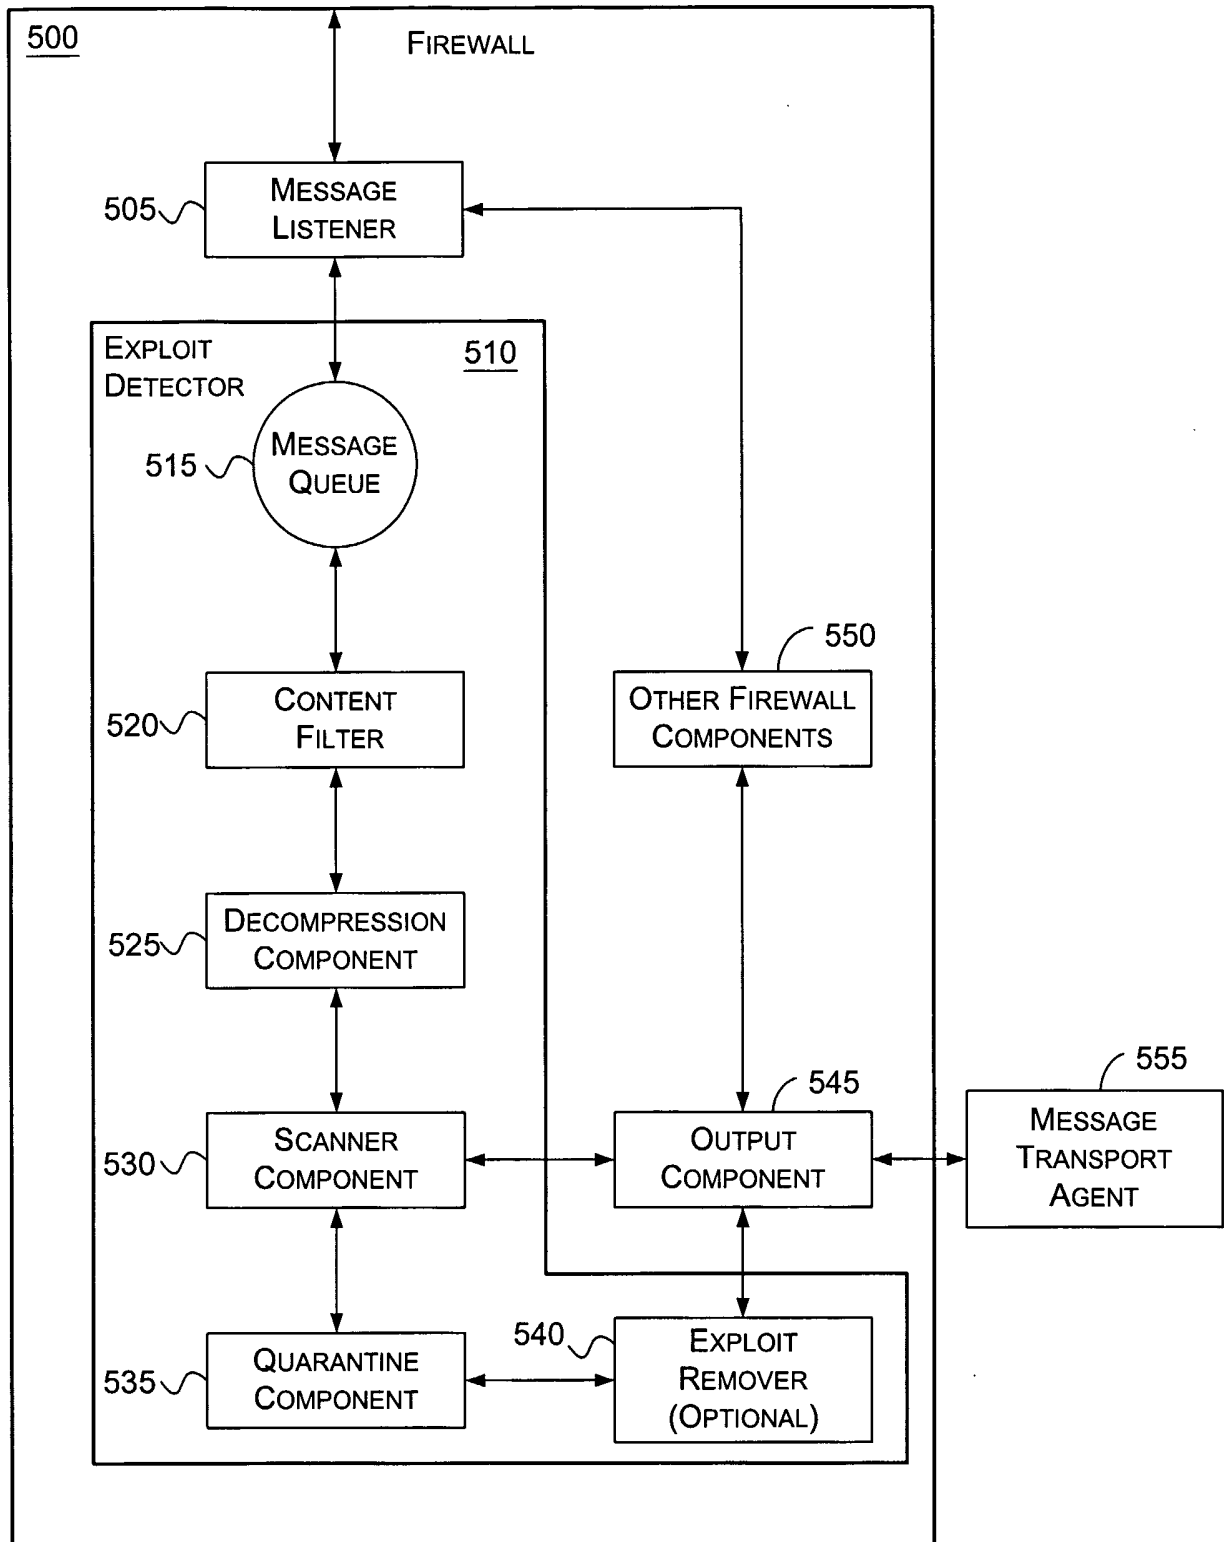 500
FIREWALL
MESSAGE
LISTENER
505
EXPLOIT
DETECTOR
510
MESSAGE
QUEUE
515
550
CONTENT
FILTER
520
OTHER FIREWALL
COMPONENTS
DECOMPRESSION
COMPONENT
525
545
555
SCANNER
COMPONENT
530
OUTPUT
COMPONENT
MESSAGE
TRANSPORT
AGENT
540
QUARANTINE
COMPONENT
535
EXPLOIT
REMOVER
(OPTIONAL)